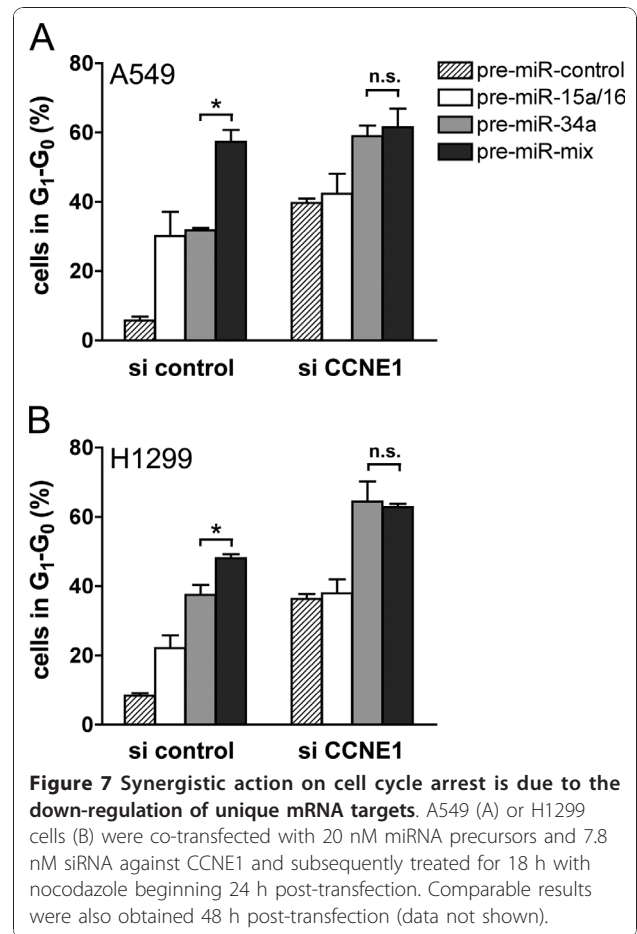 A
A549
cells in G1-G0 (%)
80
60
40
20
0
*
n.s.
si control
si CCNE1
pre-miR-control
pre-miR-15a/16
pre-miR-34a
pre-miR-mix
B
H1299
cells in G1-G0 (%)
80
60
40
20
0
*
n.s.
si control
si CCNE1
Figure 7 Synergistic action on cell cycle arrest is due to the
down-regulation of unique mRNA targets. A549 (A) or H1299
cells (B) were co-transfected with 20 nM miRNA precursors and 7.8
nM siRNA against CCNE1 and subsequently treated for 18 h with
nocodazole beginning 24 h post-transfection. Comparable results
were also obtained 48 h post-transfection (data not shown).